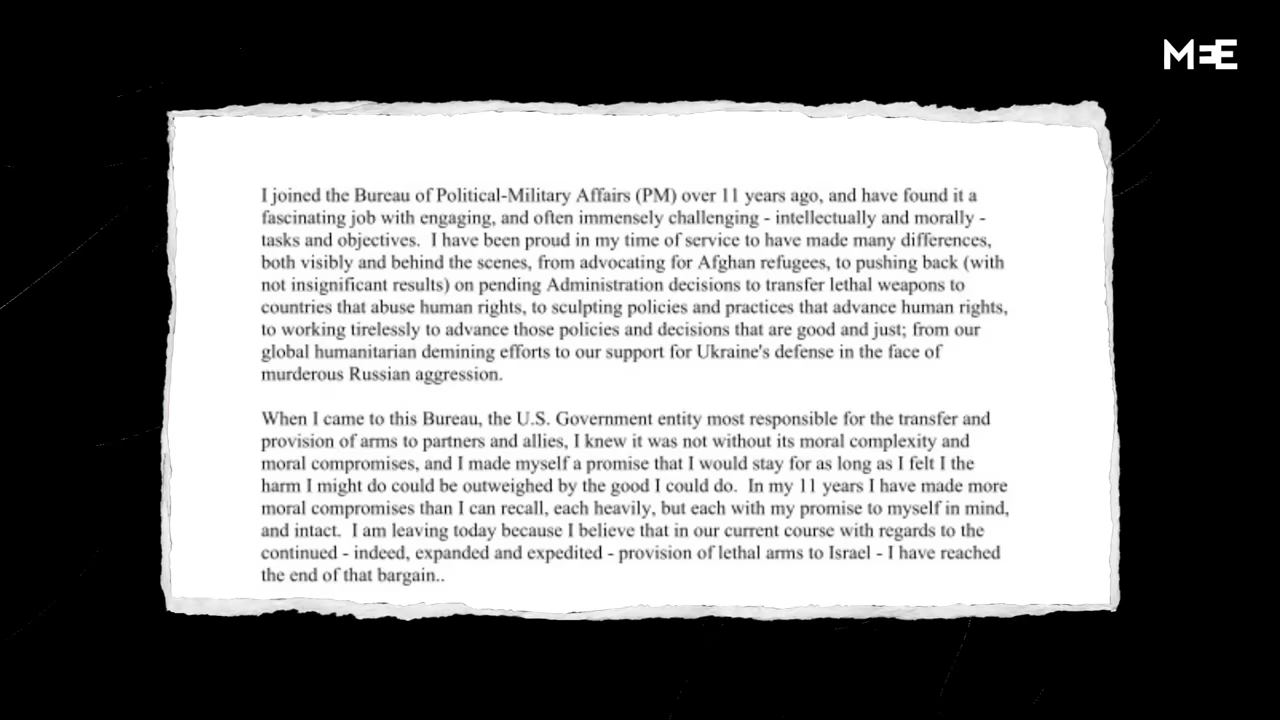 MEE
I joined the Bureau of Political-Military Affairs (PM) over 11 years ago, and have found it a
fascinating job with engaging, and often immensely challenging - intellectually and morally -
tasks and objectives.  I have been proud in my time of service to have made many differences,
both visibly and behind the scenes, from advocating for Afghan refugees, to pushing back (with
not insignificant results) on pending Administration decisions to transfer lethal weapons to
countries that abuse human rights, to sculpting policies and practices that advance human rights,
to working tirelessly to advance those policies and decisions that are good and just; from our
global humanitarian demining efforts to our support for Ukraine's defense in the face of
murderous Russian aggression.
When I came to this Bureau, the U.S. Government entity most responsible for the transfer and
provision of arms to partners and allies, I knew it was not without its moral complexity and
moral compromises, and I made myself a promise that I would stay for as long as I felt I the
harm I might do could be outweighed by the good I could do.  In my 11 years I have made more
moral compromises than I can recall, each heavily, but each with my promise to myself in mind,
and intact.  I am leaving today because I believe that in our current course with regards to the
continued - indeed, expanded and expedited - provision of lethal arms to Israel - I have reached
the end of that bargain..